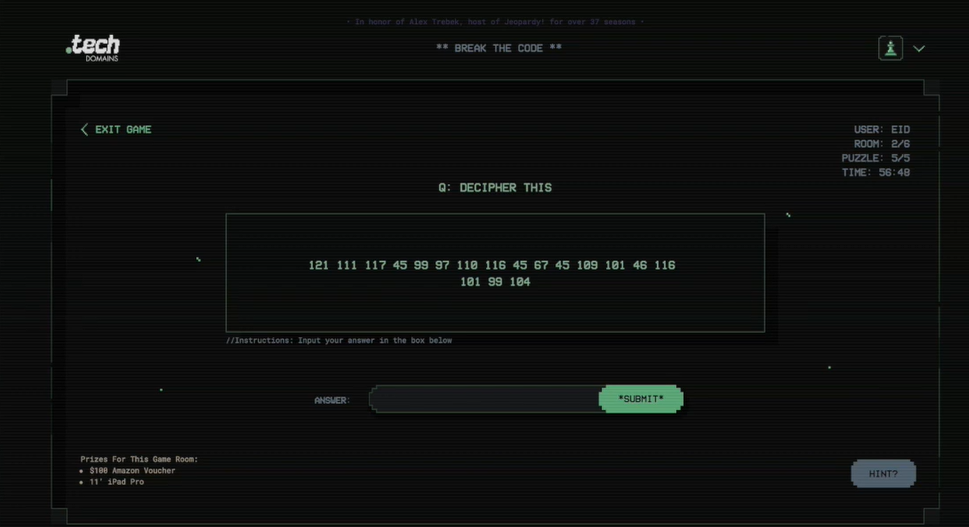 · In honor of Alex Trebek, host of Jeopardy! for over 37 seasons ·
.tech
DOMAINS
** BREAK THE CODE **
EXIT GAME
USER: EID
ROOM: 2/6
PUZZLE: 5/5
TIME: 56:48
Q: DECIPHER THIS
121 111 117 45 99 97 110 116 45 67 45 109 101 46 116
101 99 104
//Instructions: Input your answer in the box below
ANSWER:
*SUBMIT*
Prizes For This Game Room:
• $100 Amazon Voucher
• 11' iPad Pro
HINT?